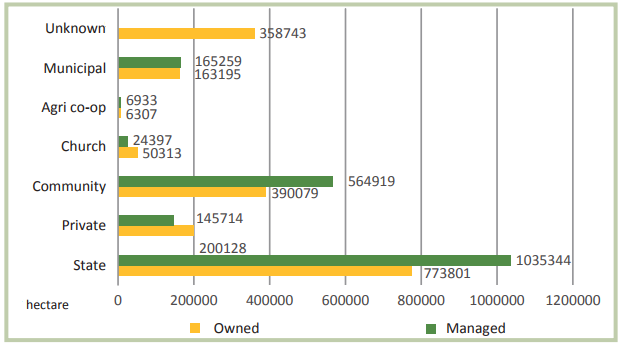 Unknown
358743
Municipal
165259
163195
Agri co-op
6933
6307
Church
24397
50313
Community
564919
390079
Private
145714
200128
State
1035344
773801
hectare
0 200000 400000 600000 800000 1000000 1200000
Owned Managed